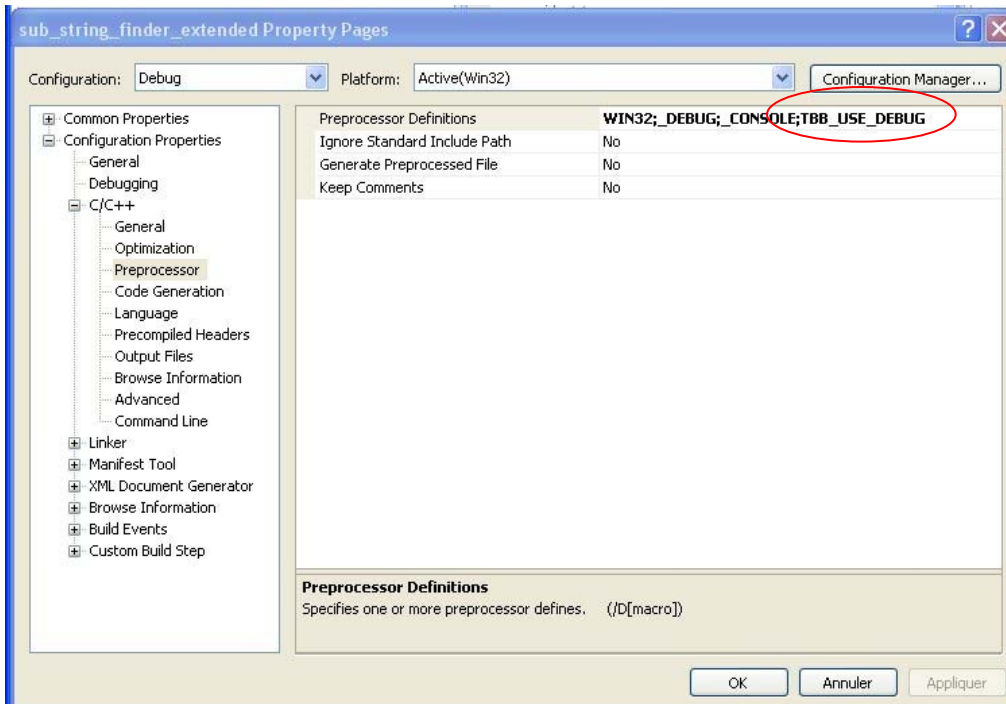 sub_string_finder_extended Property Pages
Configuration: Debug Platform: Active(Win32) Configuration Manager...
Common Properties
Configuration Properties
General
Debugging
C/C++
General
Optimization
Preprocessor
Code Generation
Language
Precompiled Headers
Output Files
Browse Information
Advanced
Command Line
Linker
Manifest Tool
XML Document Generator
Browse Information
Build Events
Custom Build Step
Preprocessor Definitions WIN32;_DEBUG;_CONSOLE;TBB_USE_DEBUG
Ignore Standard Include Path No
Generate Preprocessed File No
Keep Comments No
Preprocessor Definitions
Specifies one or more preprocessor defines. (/D[macro])
OK Annuler Appliquer